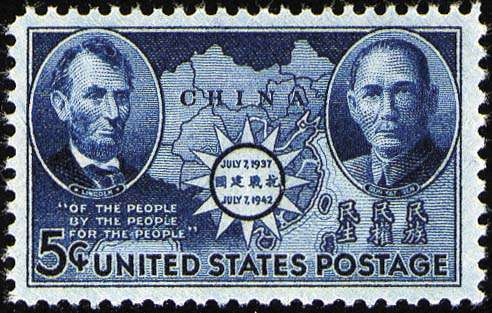 CHINA
LINCOLN
SUN YAT-SEN
JULY 7, 1937
抗戰建國
JULY 7, 1942
"OF THE PEOPLE
BY THE PEOPLE
FOR THE PEOPLE"
民族
民權
民生
5¢ UNITED STATES POSTAGE